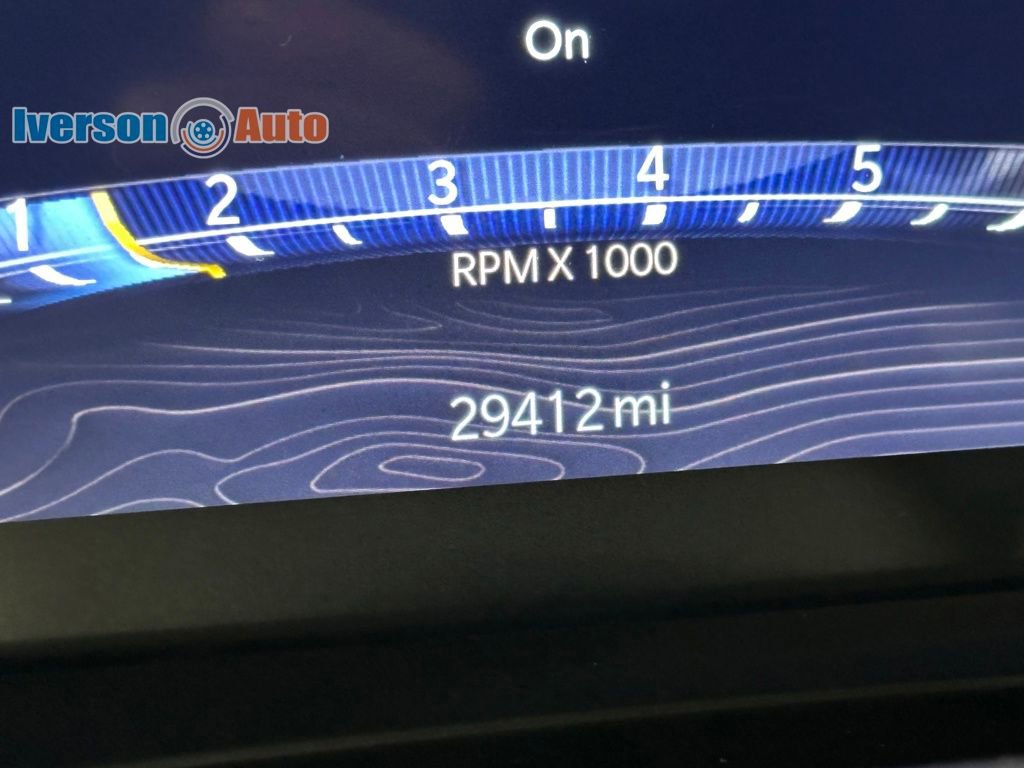 On
Iverson Auto
1 2 3 4 5
RPM X 1000
29412 mi